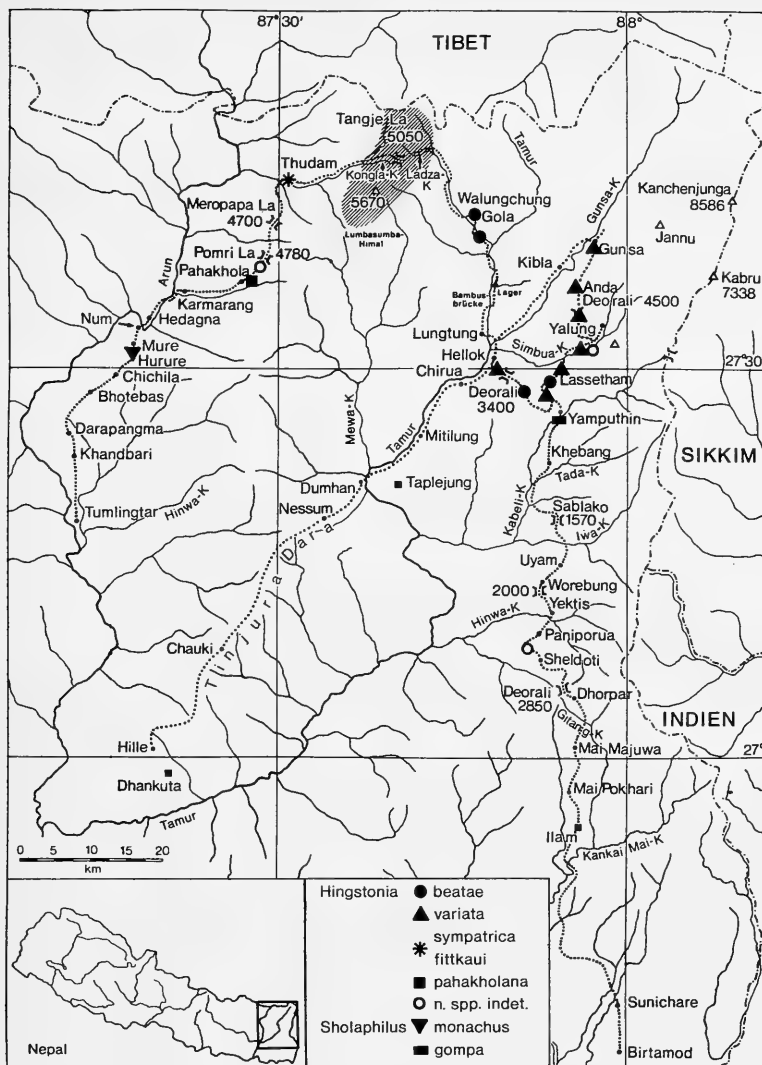 87°30'
88°
TIBET
Tangje La
5050
Thudam
Kongla-K
Ladza-
K
5670
Tamur
Lumbasumba-
Himal
Walungchung
Gola
Gunsa-K
Kanchenjunga
8586
Jannu
Meropapa La
4700
Pomri La
4780
Pahakhola
Arun
Kibla
Gunsa
Kabru
7338
Karmarang
Bambus-
brücke
Lager
Anda
Deorali
4500
Num
Hedagna
Lungtung
Yalung
Mure
Hurure
Simbua-K
Hellok
27°30
Chichila
Chirua
Lassetham
Bhotebas
Deorali
3400
Mewa-K
Yamputhin
Darapangma
Tamur
Mitilung
Khebang
SIKKIM
Khandbari
Tada-K
Dumhan
Taplejung
Kabeli-K
Tumlingtar
Hinwa-K
Nessum
Sablako
1570
Iwa-K
Tinjura Dara
Uyam
2000
Worebung
Yektis
Hinwa-K
Paniporua
Chauki
Sheldoti
Deorali
2850
Dhorpar
INDIEN
Gitang-K
Hille
Mai Majuwa
27°
Dhankuta
Mai Pokhari
Tamur
Ilam
0 10 20
km
Kankai Mai-K
Hingstonia
beatae
variata
sympatrica
fittkaui
pahakholana
n. spp. indet.
Sholaphilus
monachus
gompa
Sunichare
Nepal
Birtamod